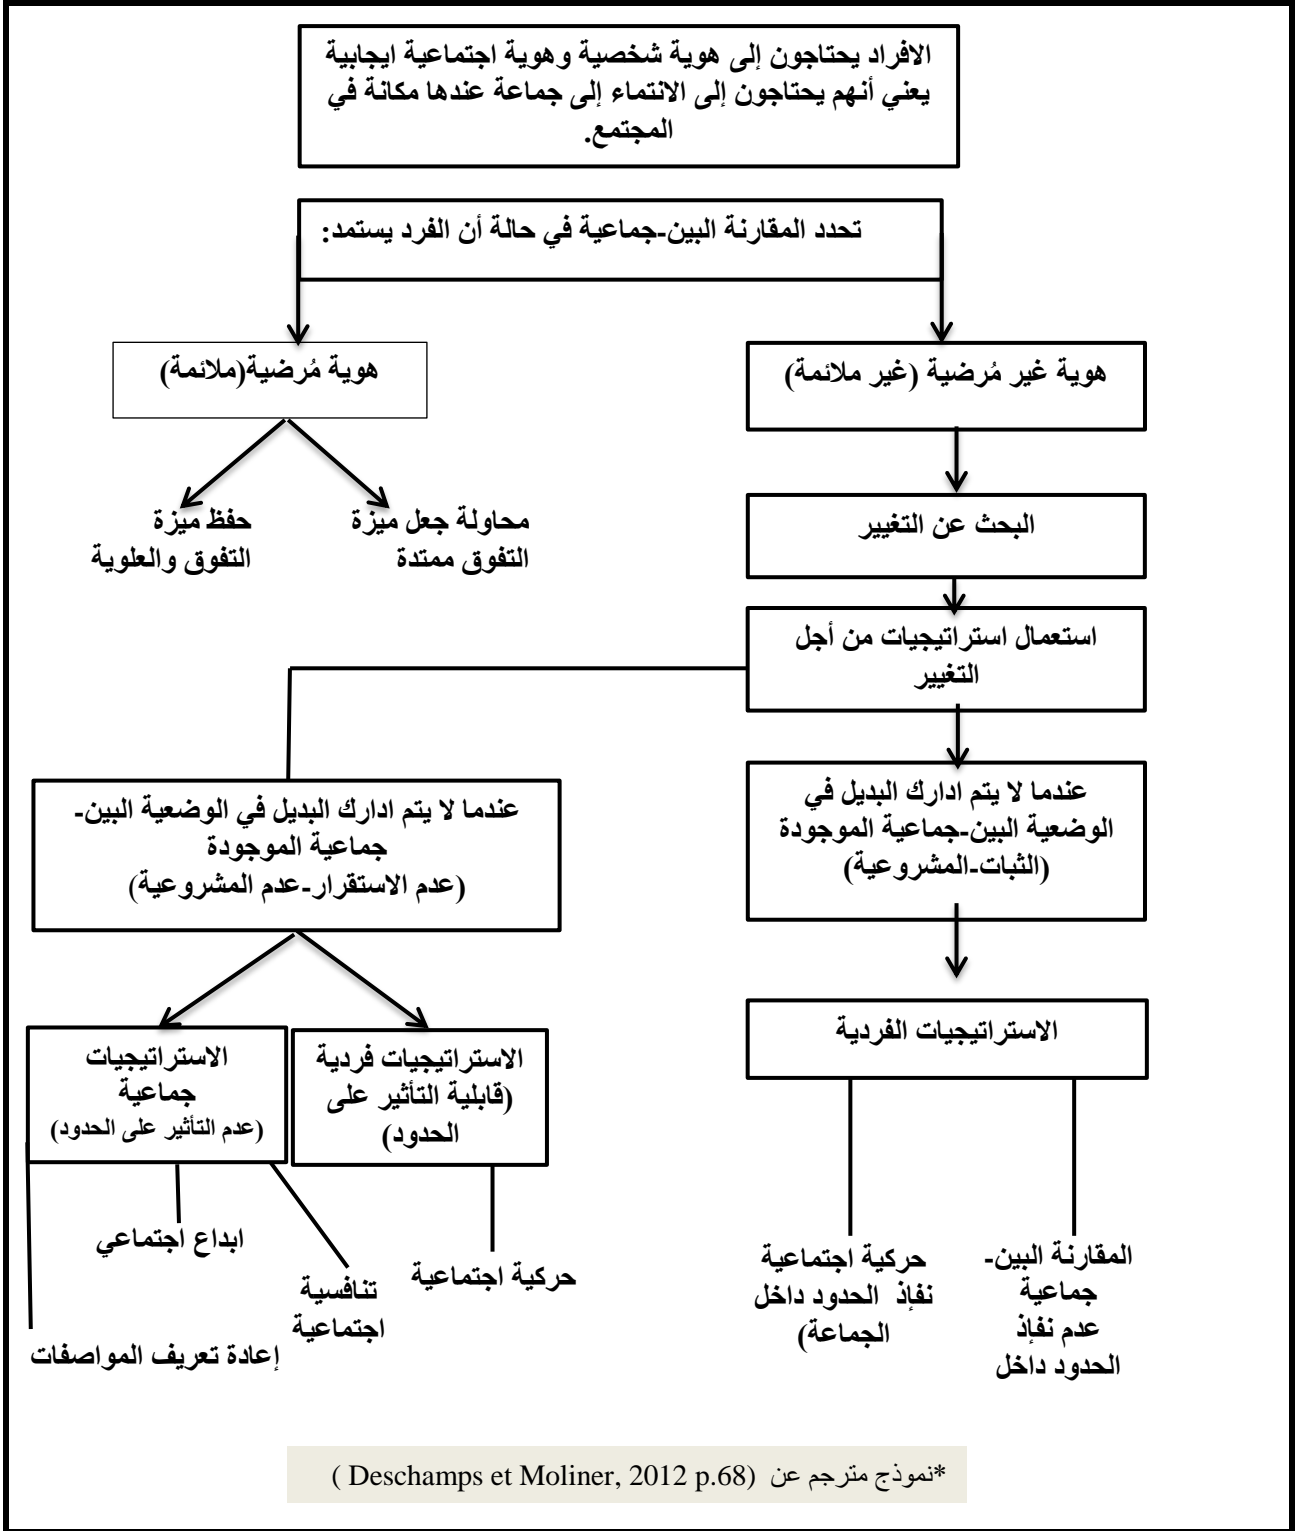 الافراد يحتاجون إلى هوية شخصية وهوية اجتماعية ايجابية
يعني أنهم يحتاجون إلى الانتماء إلى جماعة عندها مكانة في
المجتمع.
تحدد المقارنة البين-جماعية في حالة أن الفرد يستمد:
هوية غير مُرضية (غير ملائمة)
هوية مُرضية(ملائمة)
البحث عن التغيير
محاولة جعل ميزة
التفوق ممتدة
حفظ ميزة
التفوق والعلوية
استعمال استراتيجيات من أجل
التغيير
عندما لا يتم ادارك البديل في
الوضعية البين-جماعية الموجودة
(الثبات-المشروعية)
عندما لا يتم ادارك البديل في الوضعية البين-
جماعية الموجودة
(عدم الاستقرار-عدم المشروعية)
الاستراتيجيات الفردية
الاستراتيجيات فردية
(قابلية التأثير على
الحدود)
الاستراتيجيات
جماعية
(عدم التأثير على الحدود)
المقارنة البين-
جماعية
عدم نفاذ
الحدود داخل
حركية اجتماعية
نفاذ الحدود داخل
الجماعة)
حركية اجتماعية
تنافسية
اجتماعية
ابداع اجتماعي
إعادة تعريف المواصفات
*نموذج مترجم عن (Deschamps et Moliner, 2012 p.68 )